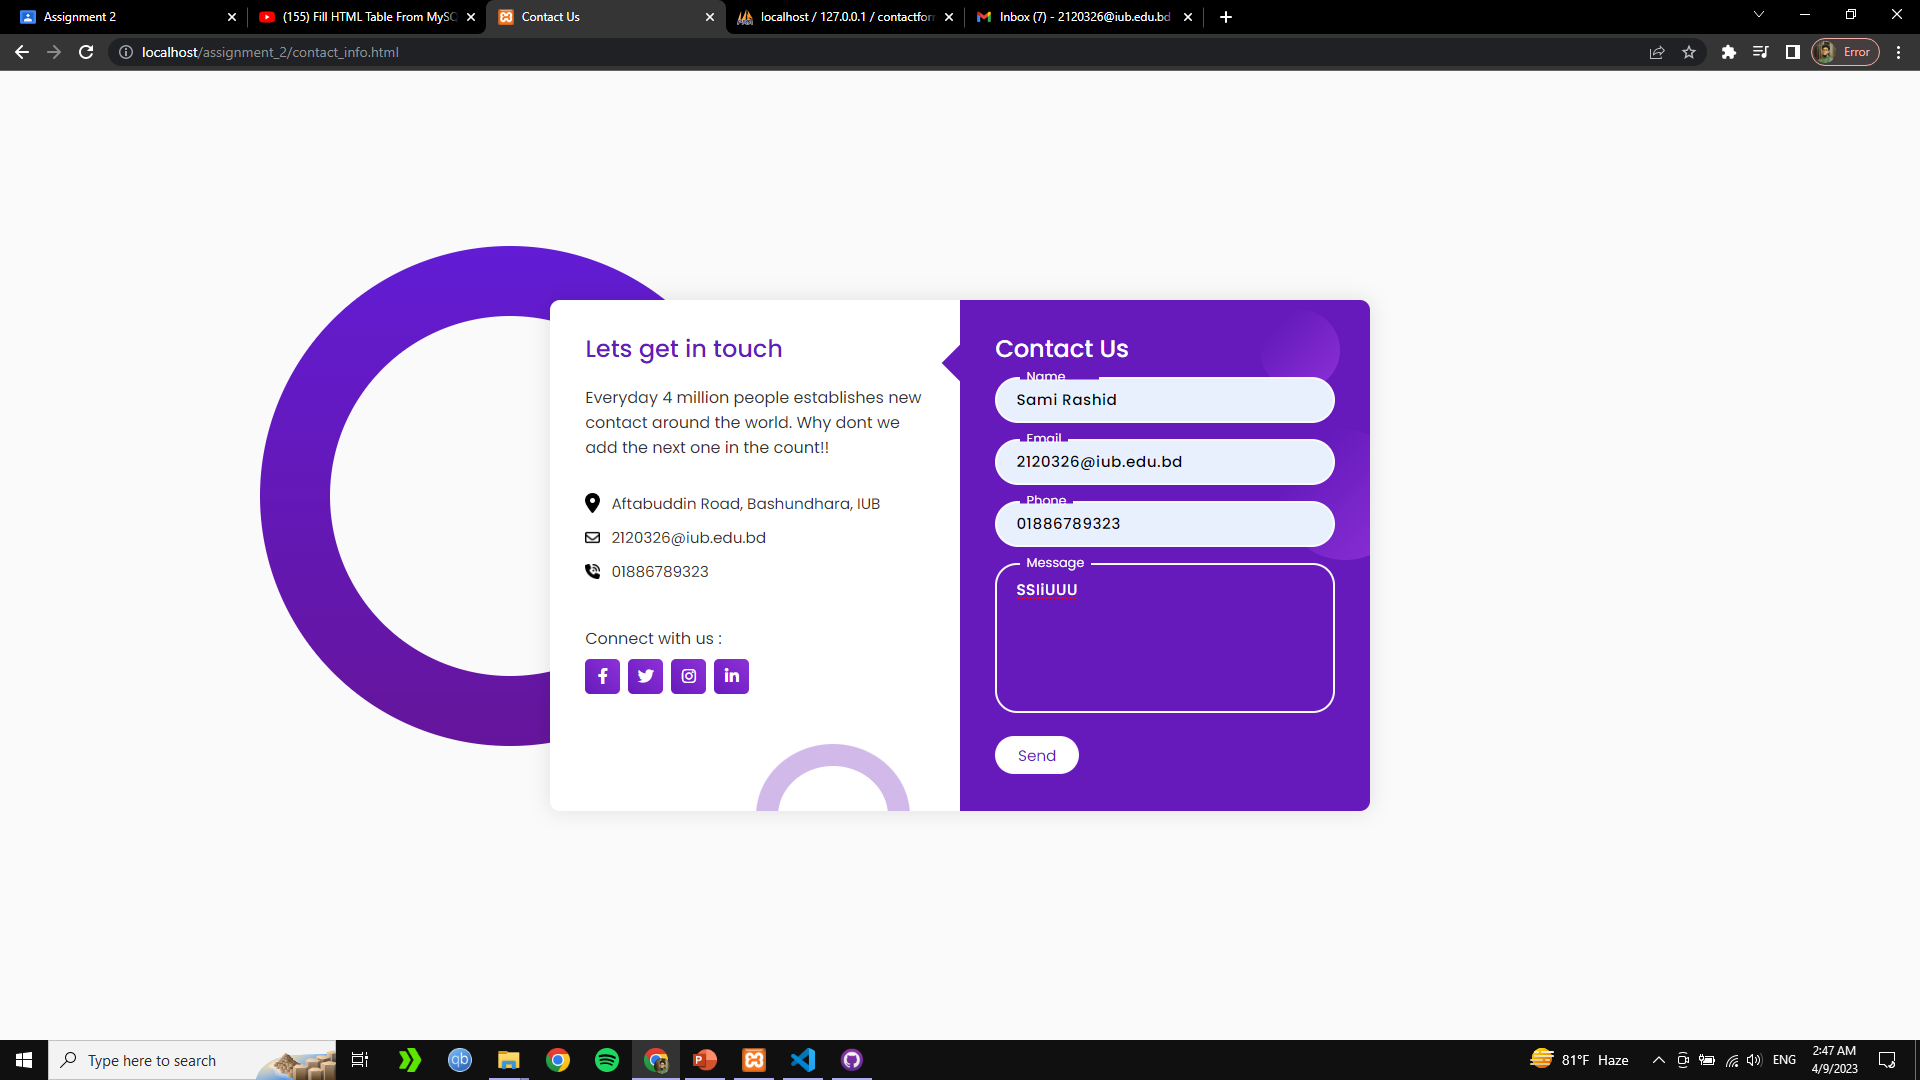 Assignment 2
(155) Fill HTML Table From MySQ
Contact Us
localhost / 127.0.0.1 / contactform
Inbox (7) - 2120326@iub.edu.bd
localhost/assignment_2/contact_info.html
Error
Lets get in touch
Everyday 4 million people establishes new
contact around the world. Why dont we
add the next one in the count!!
Aftabuddin Road, Bashundhara, IUB
2120326@iub.edu.bd
01886789323
Connect with us :
Contact Us
Name
Sami Rashid
Email
2120326@iub.edu.bd
Phone
01886789323
Message
SSIiUUU
Send
Type here to search
qb
81°F Haze
ENG
2:47 AM
4/9/2023